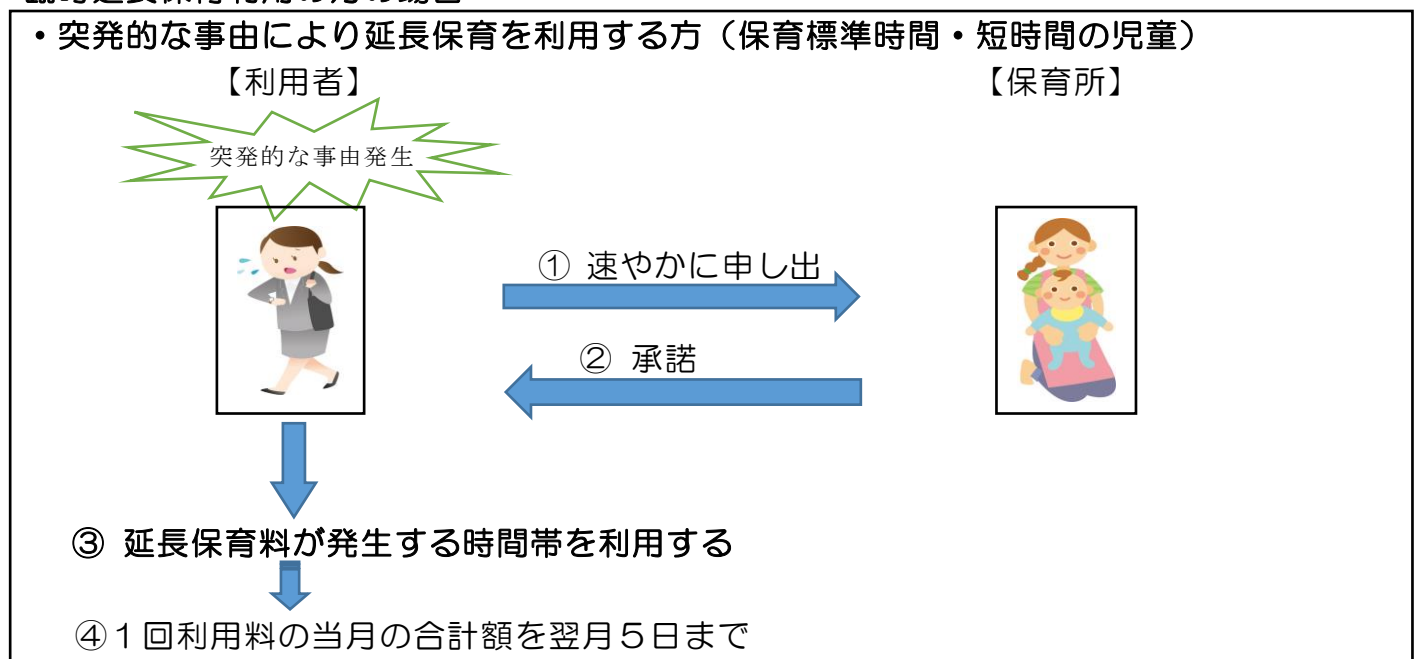 ・突発的な事由により延長保育を利用する方（保育標準時間・短時間の児童）
【利用者】
【保育所】
突発的な事由発生
① 速やかに申し出
② 承諾
③ 延長保育料が発生する時間帯を利用する
④１回利用料の当月の合計額を翌月５日まで